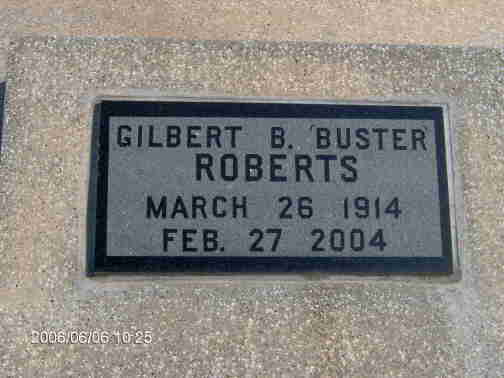 GILBERT B. 'BUSTER'
ROBERTS
MARCH 26 1914
FEB. 27 2004
2006/06/06 10:25